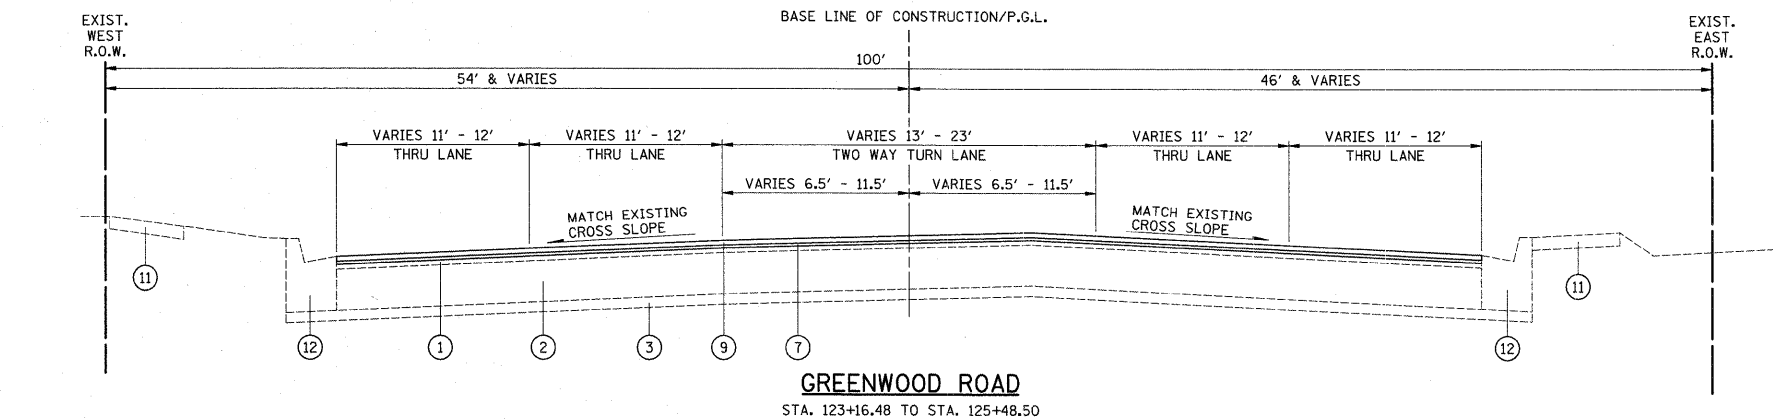 BASE LINE OF CONSTRUCTION/P.G.L.
EXIST.
WEST
R.O.W.
EXIST.
EAST
R.O.W.
100'
54' & VARIES
46' & VARIES
VARIES 11' - 12'
THRU LANE
VARIES 11' - 12'
THRU LANE
VARIES 13' - 23'
TWO WAY TURN LANE
VARIES 11' - 12'
THRU LANE
VARIES 11' - 12'
THRU LANE
VARIES 6.5' - 11.5'
VARIES 6.5' - 11.5'
MATCH EXISTING
CROSS SLOPE
MATCH EXISTING
CROSS SLOPE
11
11
12
1
2
3
9
7
12
GREENWOOD ROAD
STA. 123+16.48 TO STA. 125+48.50